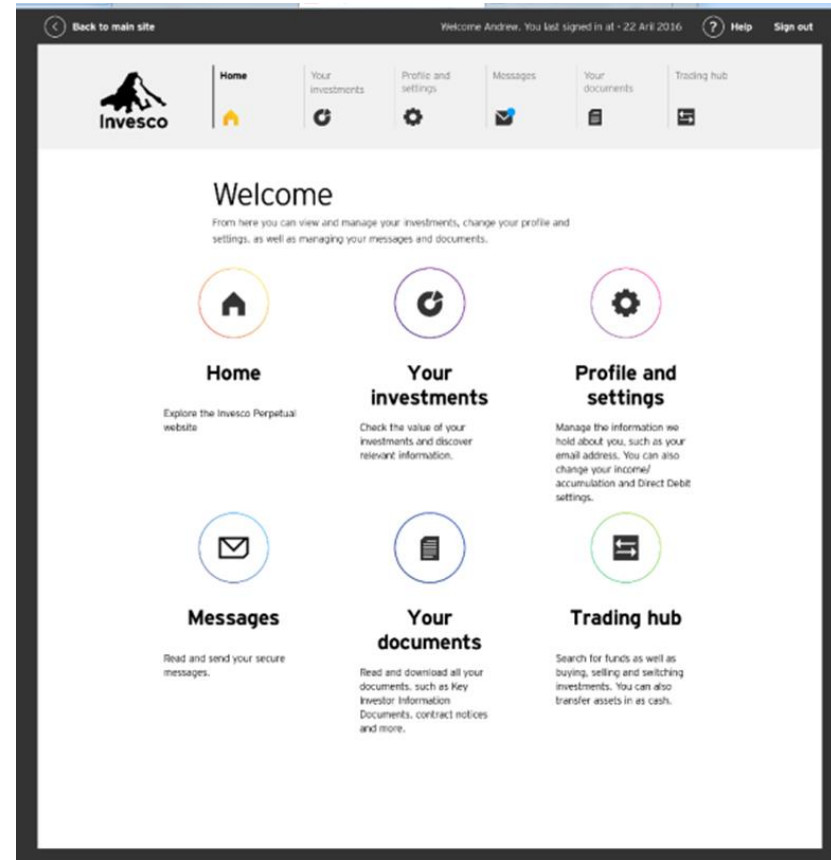 Back to main site
Welcome Andrew. You last signed in at - 22 Aril 2016
? Help
Sign out
Invesco
Home
Your
investments
Profile and
settings
Messages
Your
documents
Trading hub
Welcome
From here you can view and manage your investments, change your profile and
settings, as well as managing your messages and documents.
Home
Explore the Invesco Perpetual
website
Your
investments
Check the value of your
investments and discover
relevant information.
Profile and
settings
Manage the information we
hold about you, such as your
email address. You can also
change your income/
accumulation and Direct Debit
settings.
Messages
Read and send your secure
messages.
Your
documents
Read and download all your
documents, such as Key
Investor Information
Documents, contract notices
and more.
Trading hub
Search for funds as well as
buying, selling and switching
investments. You can also
transfer assets in as cash.